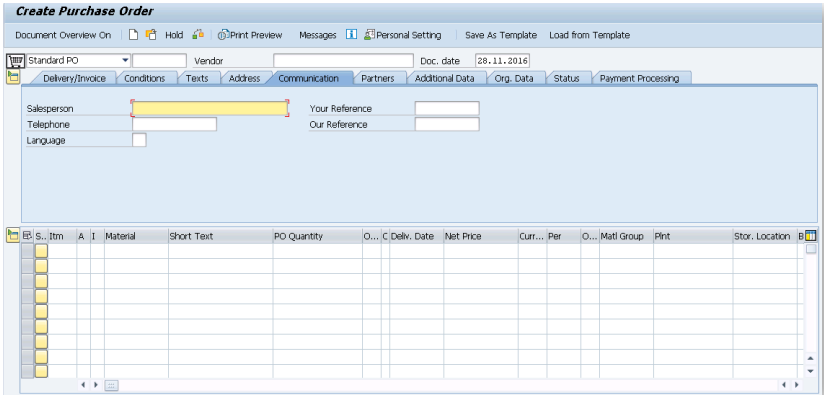 Create Purchase Order
Document Overview On Hold Print Preview Messages Personal Setting Save As Template Load from Template
Standard PO Vendor Doc. date 28.11.2016
Delivery/Invoice Conditions Texts Address Communication Partners Additional Data Org. Data Status Payment Processing
Salesperson Your Reference
Telephone Our Reference
Language
S.. Itm A I Material Short Text PO Quantity O... C Deliv. Date Net Price Curr... Per O... Matl Group Plnt Stor. Location B